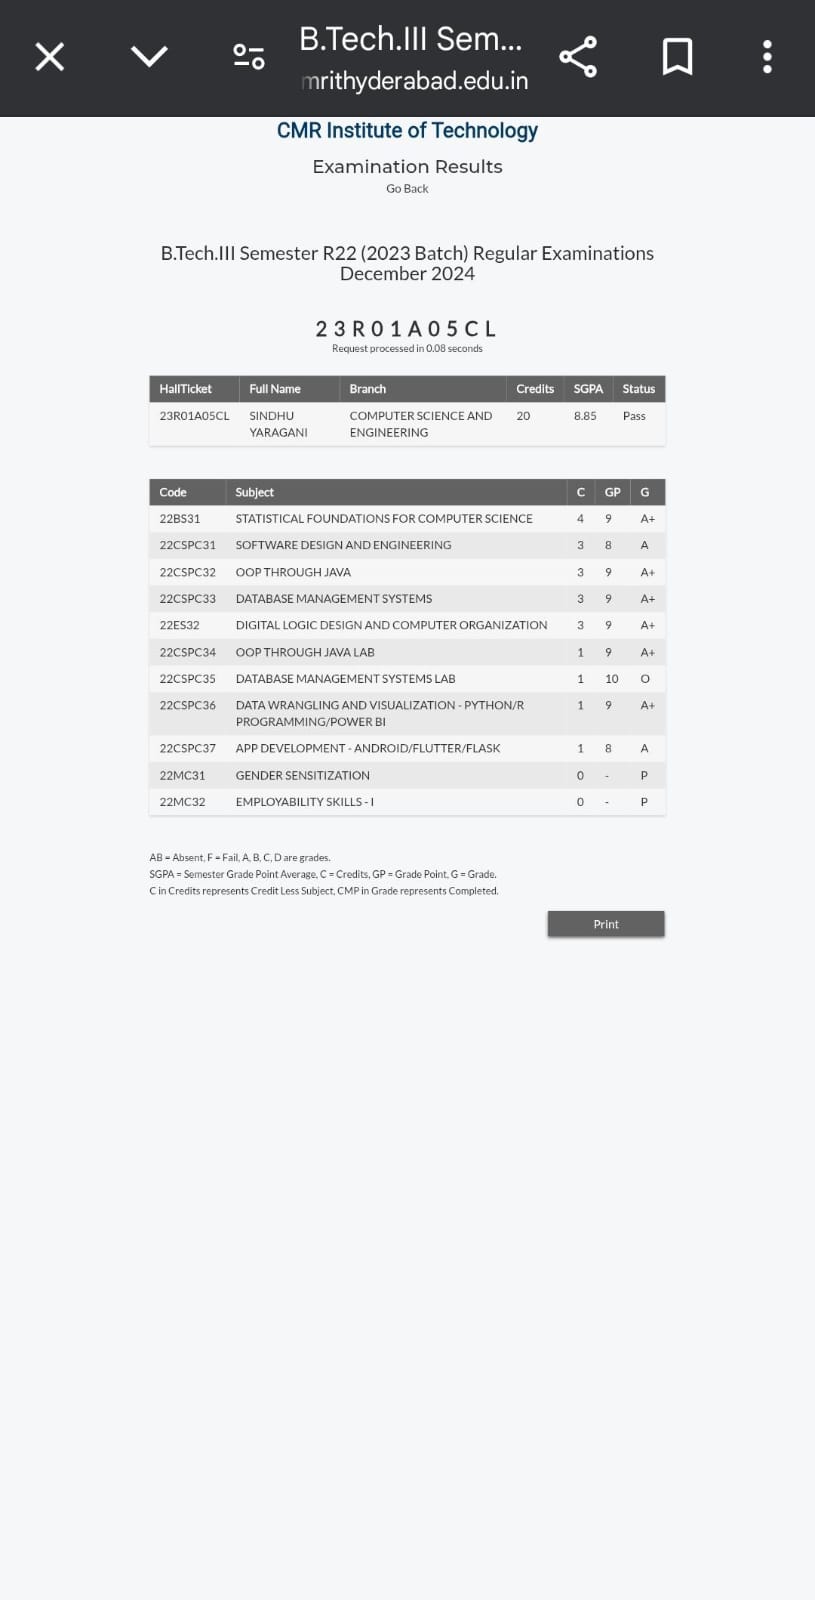 B.Tech.III Sem...
mrithyderabad.edu.in
CMR Institute of Technology
Examination Results
Go Back
B.Tech.III Semester R22 (2023 Batch) Regular Examinations
December 2024
23R01A05CL
Request processed in 0.08 seconds
HallTicket Full Name Branch Credits SGPA Status
23R01A05CL SINDHU YARAGANI COMPUTER SCIENCE AND ENGINEERING 20 8.85 Pass
Code Subject C GP G
22BS31 STATISTICAL FOUNDATIONS FOR COMPUTER SCIENCE 4 9 A+
22CSPC31 SOFTWARE DESIGN AND ENGINEERING 3 8 A
22CSPC32 OOP THROUGH JAVA 3 9 A+
22CSPC33 DATABASE MANAGEMENT SYSTEMS 3 9 A+
22ES32 DIGITAL LOGIC DESIGN AND COMPUTER ORGANIZATION 3 9 A+
22CSPC34 OOP THROUGH JAVA LAB 1 9 A+
22CSPC35 DATABASE MANAGEMENT SYSTEMS LAB 1 10 O
22CSPC36 DATA WRANGLING AND VISUALIZATION - PYTHON/R 1 9 A+
PROGRAMMING/POWER BI
22CSPC37 APP DEVELOPMENT - ANDROID/FLUTTER/FLASK 1 8 A
22MC31 GENDER SENSITIZATION 0 - P
22MC32 EMPLOYABILITY SKILLS - I 0 - P
AB = Absent, F = Fail, A, B, C, D are grades.
SGPA = Semester Grade Point Average, C = Credits, GP = Grade Point, G = Grade.
C in Credits represents Credit Less Subject, CMP in Grade represents Completed.
Print